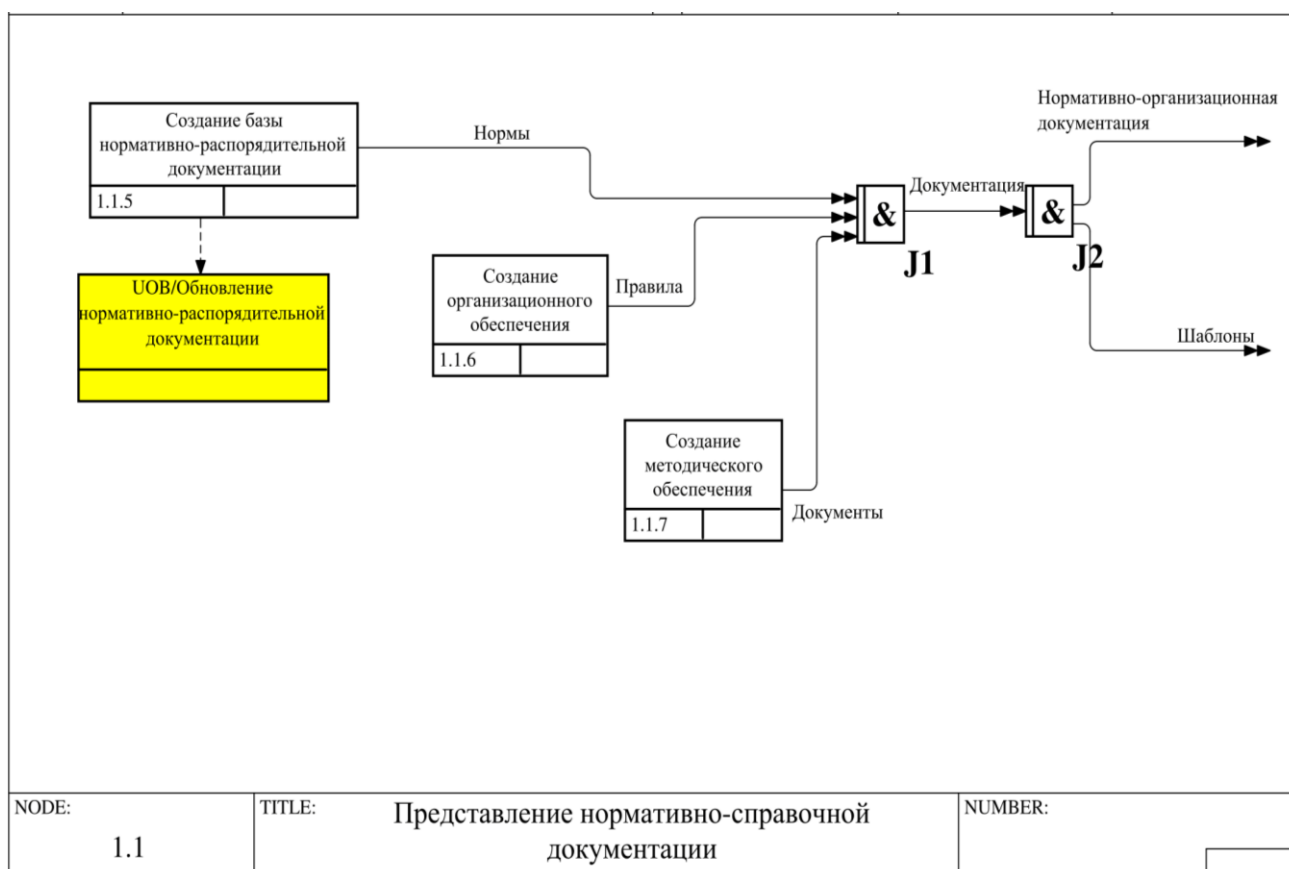 Создание базы
нормативно-распорядительной
документации
1.1.5
Нормы
UOB/Обновление
нормативно-распорядительной
документации
Создание
организационного
обеспечения
1.1.6
Правила
Создание
методического
обеспечения
1.1.7
Документы
&
J1
Документация
&
J2
Нормативно-организационная
документация
Шаблоны
NODE:
1.1
TITLE:
Представление нормативно-справочной
документации
NUMBER: